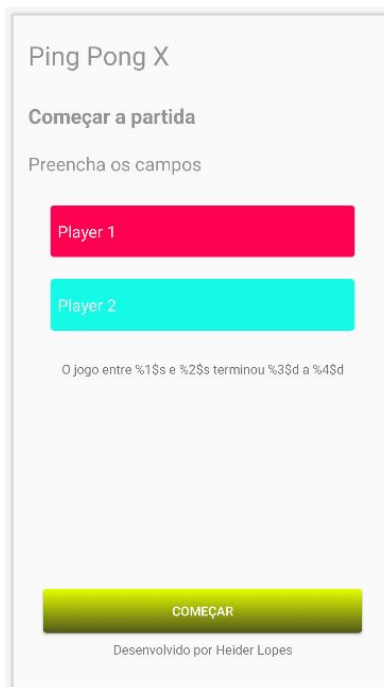 Ping Pong X
Começar a partida
Preencha os campos
Player 1
Player 2
O jogo entre %1$s e %2$s terminou %3$d a %4$d
COMEÇAR
Desenvolvido por Heider Lopes